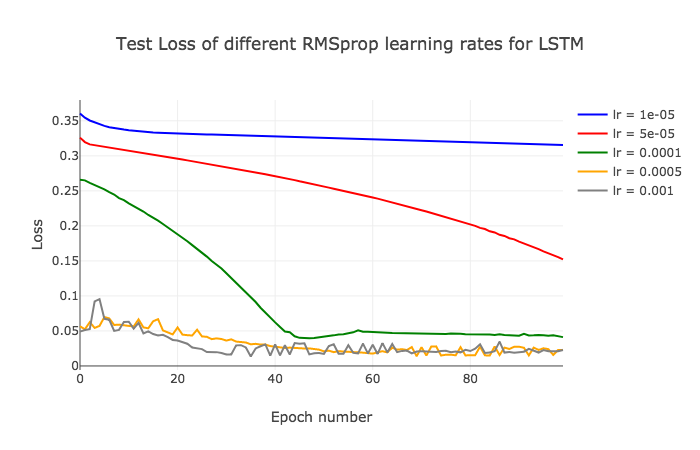 Test Loss of different RMSprop learning rates for LSTM
lr = 1e-05
lr = 5e-05
lr = 0.0001
lr = 0.0005
lr = 0.001
Loss
0.35
0.3
0.25
0.2
0.15
0.1
0.05
0
0 20 40 60 80
Epoch number